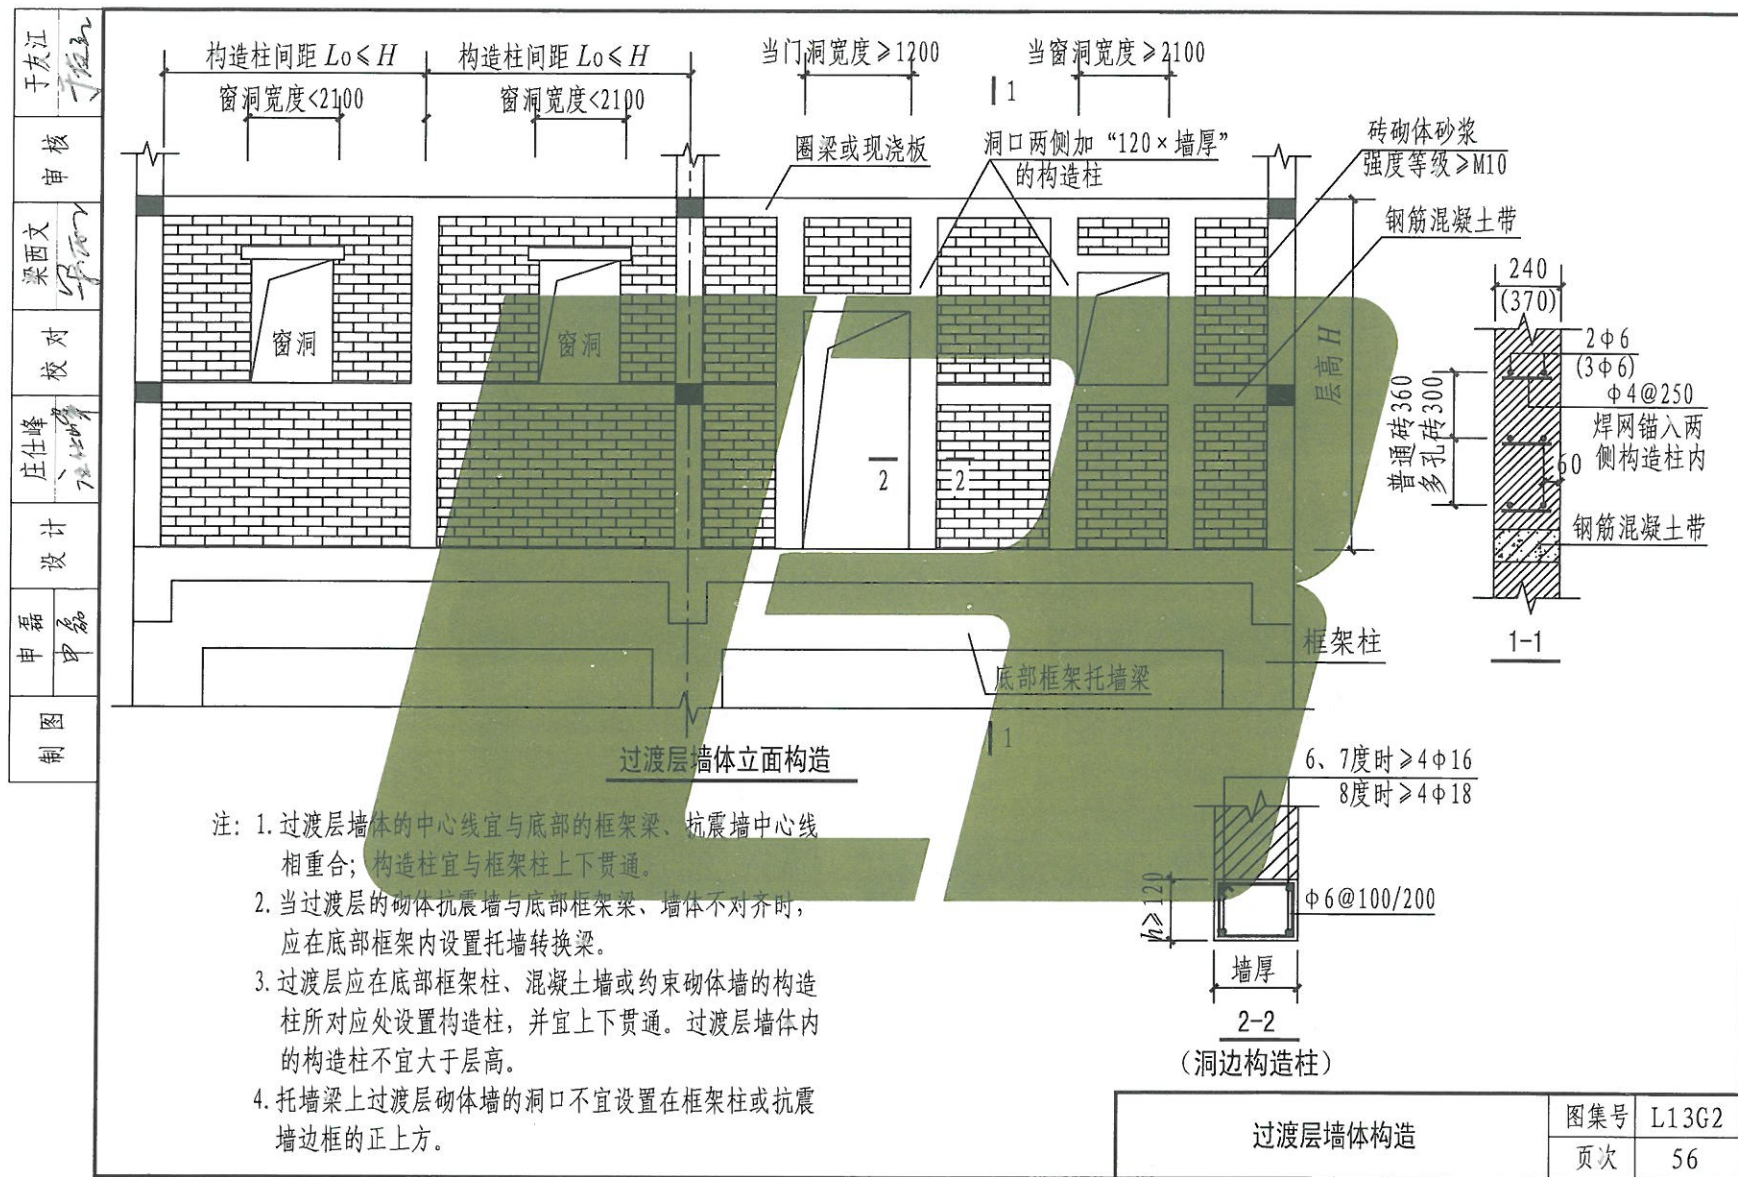 于友江
审核
梁西文
校对
庄仕峰
设计
申磊
申磊
制图
构造柱间距 Lo≤H
构造柱间距 Lo≤H
当门洞宽度≥1200
当窗洞宽度≥2100
窗洞宽度<2100
窗洞宽度<2100
1
圈梁或现浇板
洞口两侧加“120×墙厚”
的构造柱
砖砌体砂浆
强度等级≥M10
钢筋混凝土带
窗洞
窗洞
层高H
2
2
240
(370)
2ф6
(3ф6)
ф4@250
焊网锚入两
侧构造柱内
普通砖360
多孔砖300
60
钢筋混凝土带
1-1
框架柱
底部框架托墙梁
1
过渡层墙体立面构造
6、7度时≥4ф16
8度时≥4ф18
h≥120
ф6@100/200
墙厚
2-2
(洞边构造柱)
注: 1. 过渡层墙体的中心线宜与底部的框架梁、抗震墙中心线
相重合; 构造柱宜与框架柱上下贯通。
2. 当过渡层的砌体抗震墙与底部框架梁、墙体不对齐时,
应在底部框架内设置托墙转换梁。
3. 过渡层应在底部框架柱、混凝土墙或约束砌体墙的构造
柱所对应处设置构造柱, 并宜上下贯通。过渡层墙体内
的构造柱不宜大于层高。
4. 托墙梁上过渡层砌体墙的洞口不宜设置在框架柱或抗震
墙边框的正上方。
过渡层墙体构造
图集号
L13G2
页次
56